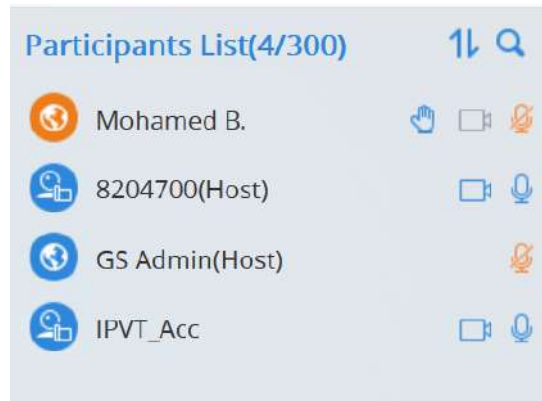 Participants List(4/300)
Mohamed B.
8204700(Host)
GS Admin(Host)
IPVT_Acc